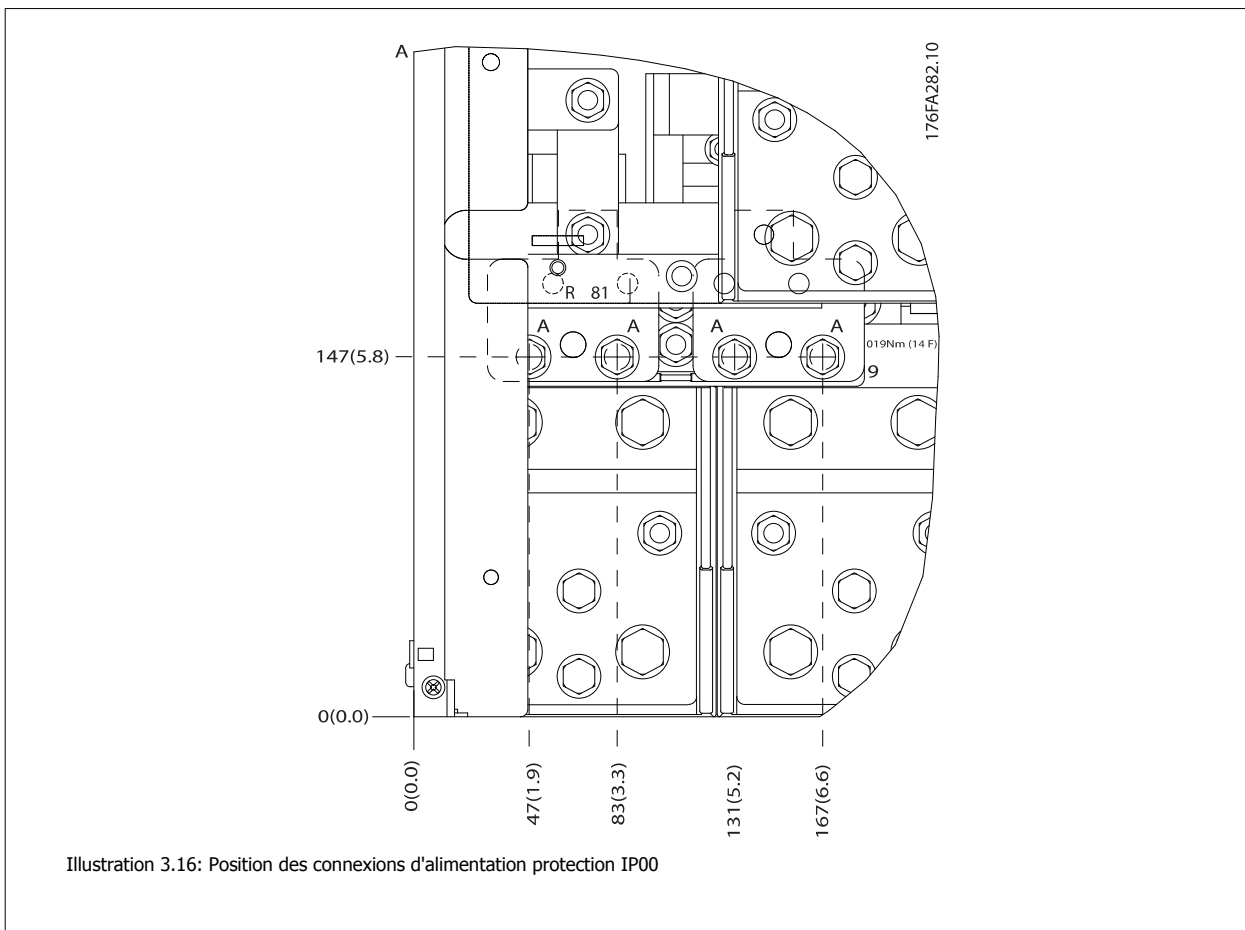 A
176FA282.10
R 81
A A A A
019Nm (14 F)
147(5.8)
9
0(0.0)
0(0.0)
47(1.9)
83(3.3)
131(5.2)
167(6.6)
Illustration 3.16: Position des connexions d'alimentation protection IP00